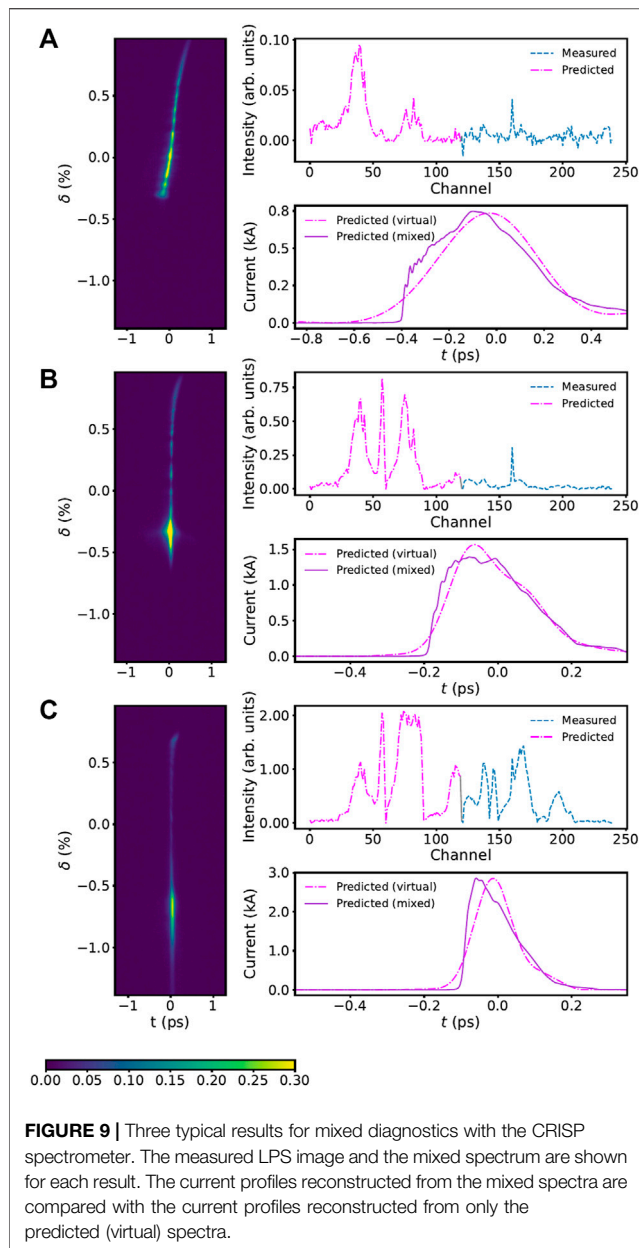 A
0.5
0.0
−0.5
−1.0
δ (%)
−1 0 1
Intensity (arb. units)
0.10
0.05
0.00
Measured
Predicted
0 50 100 150 200 250
Channel
Current (kA)
0.8
0.5
0.2
0.0
Predicted (virtual)
Predicted (mixed)
−0.8 −0.6 −0.4 −0.2 0.0 0.2 0.4
t (ps)
B
0.5
0.0
−0.5
−1.0
δ (%)
−1 0 1
Intensity (arb. units)
0.75
0.50
0.25
0.00
Measured
Predicted
0 50 100 150 200 250
Channel
Current (kA)
1.5
1.0
0.5
0.0
Predicted (virtual)
Predicted (mixed)
−0.4 −0.2 0.0 0.2
t (ps)
C
0.5
0.0
−0.5
−1.0
δ (%)
−1 0 1
t (ps)
Intensity (arb. units)
2.00
1.00
0.00
Measured
Predicted
0 50 100 150 200 250
Channel
Current (kA)
3.0
2.0
1.0
0.0
Predicted (virtual)
Predicted (mixed)
−0.4 −0.2 0.0 0.2
t (ps)
0.00 0.05 0.10 0.15 0.20 0.25 0.30
FIGURE 9 | Three typical results for mixed diagnostics with the CRISP
spectrometer. The measured LPS image and the mixed spectrum are shown
for each result. The current profiles reconstructed from the mixed spectra are
compared with the current profiles reconstructed from only the
predicted (virtual) spectra.